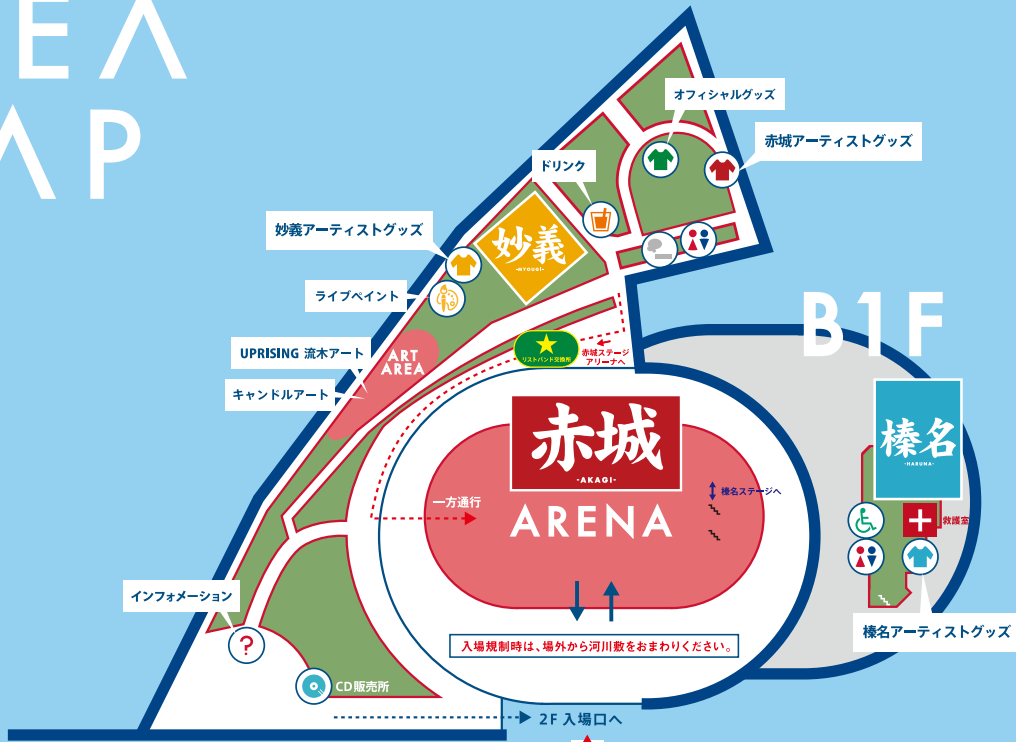 EA
AP
オフィシャルグッズ
赤城アーティストグッズ
ドリンク
妙義アーティストグッズ
妙義
-MYOUGI-
ライブペイント
B1F
UPRISING 流木アート
ART
AREA
リストバンド交換所
赤城ステージ
アリーナへ
キャンドルアート
赤城
-AKAGI-
榛名
-HARUNA-
一方通行
榛名ステージへ
ARENA
救護室
インフォメーション
?
入場規制時は、場外から河川敷をおまわりください。
榛名アーティストグッズ
CD販売所
2F 入場口へ